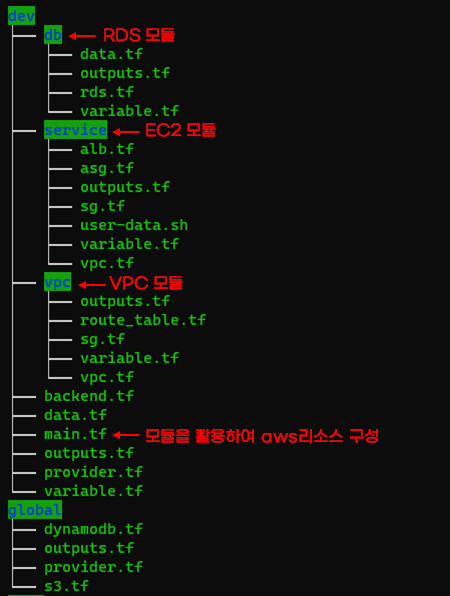 dev
db ← RDS 모듈
data.tf
outputs.tf
rds.tf
variable.tf
service ← EC2 모듈
alb.tf
asg.tf
outputs.tf
sg.tf
user-data.sh
variable.tf
vpc.tf
vpc ← VPC 모듈
outputs.tf
route_table.tf
sg.tf
variable.tf
vpc.tf
backend.tf
data.tf
main.tf ← 모듈을 활용하여 aws리소스 구성
outputs.tf
provider.tf
variable.tf
global
dynamodb.tf
outputs.tf
provider.tf
s3.tf